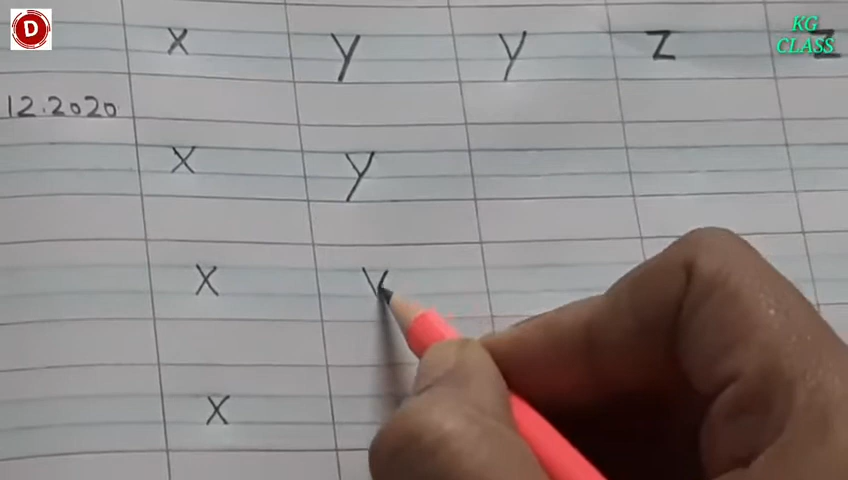 D
x y y z z
KG
CLASS
12.2020
x y
x y
x